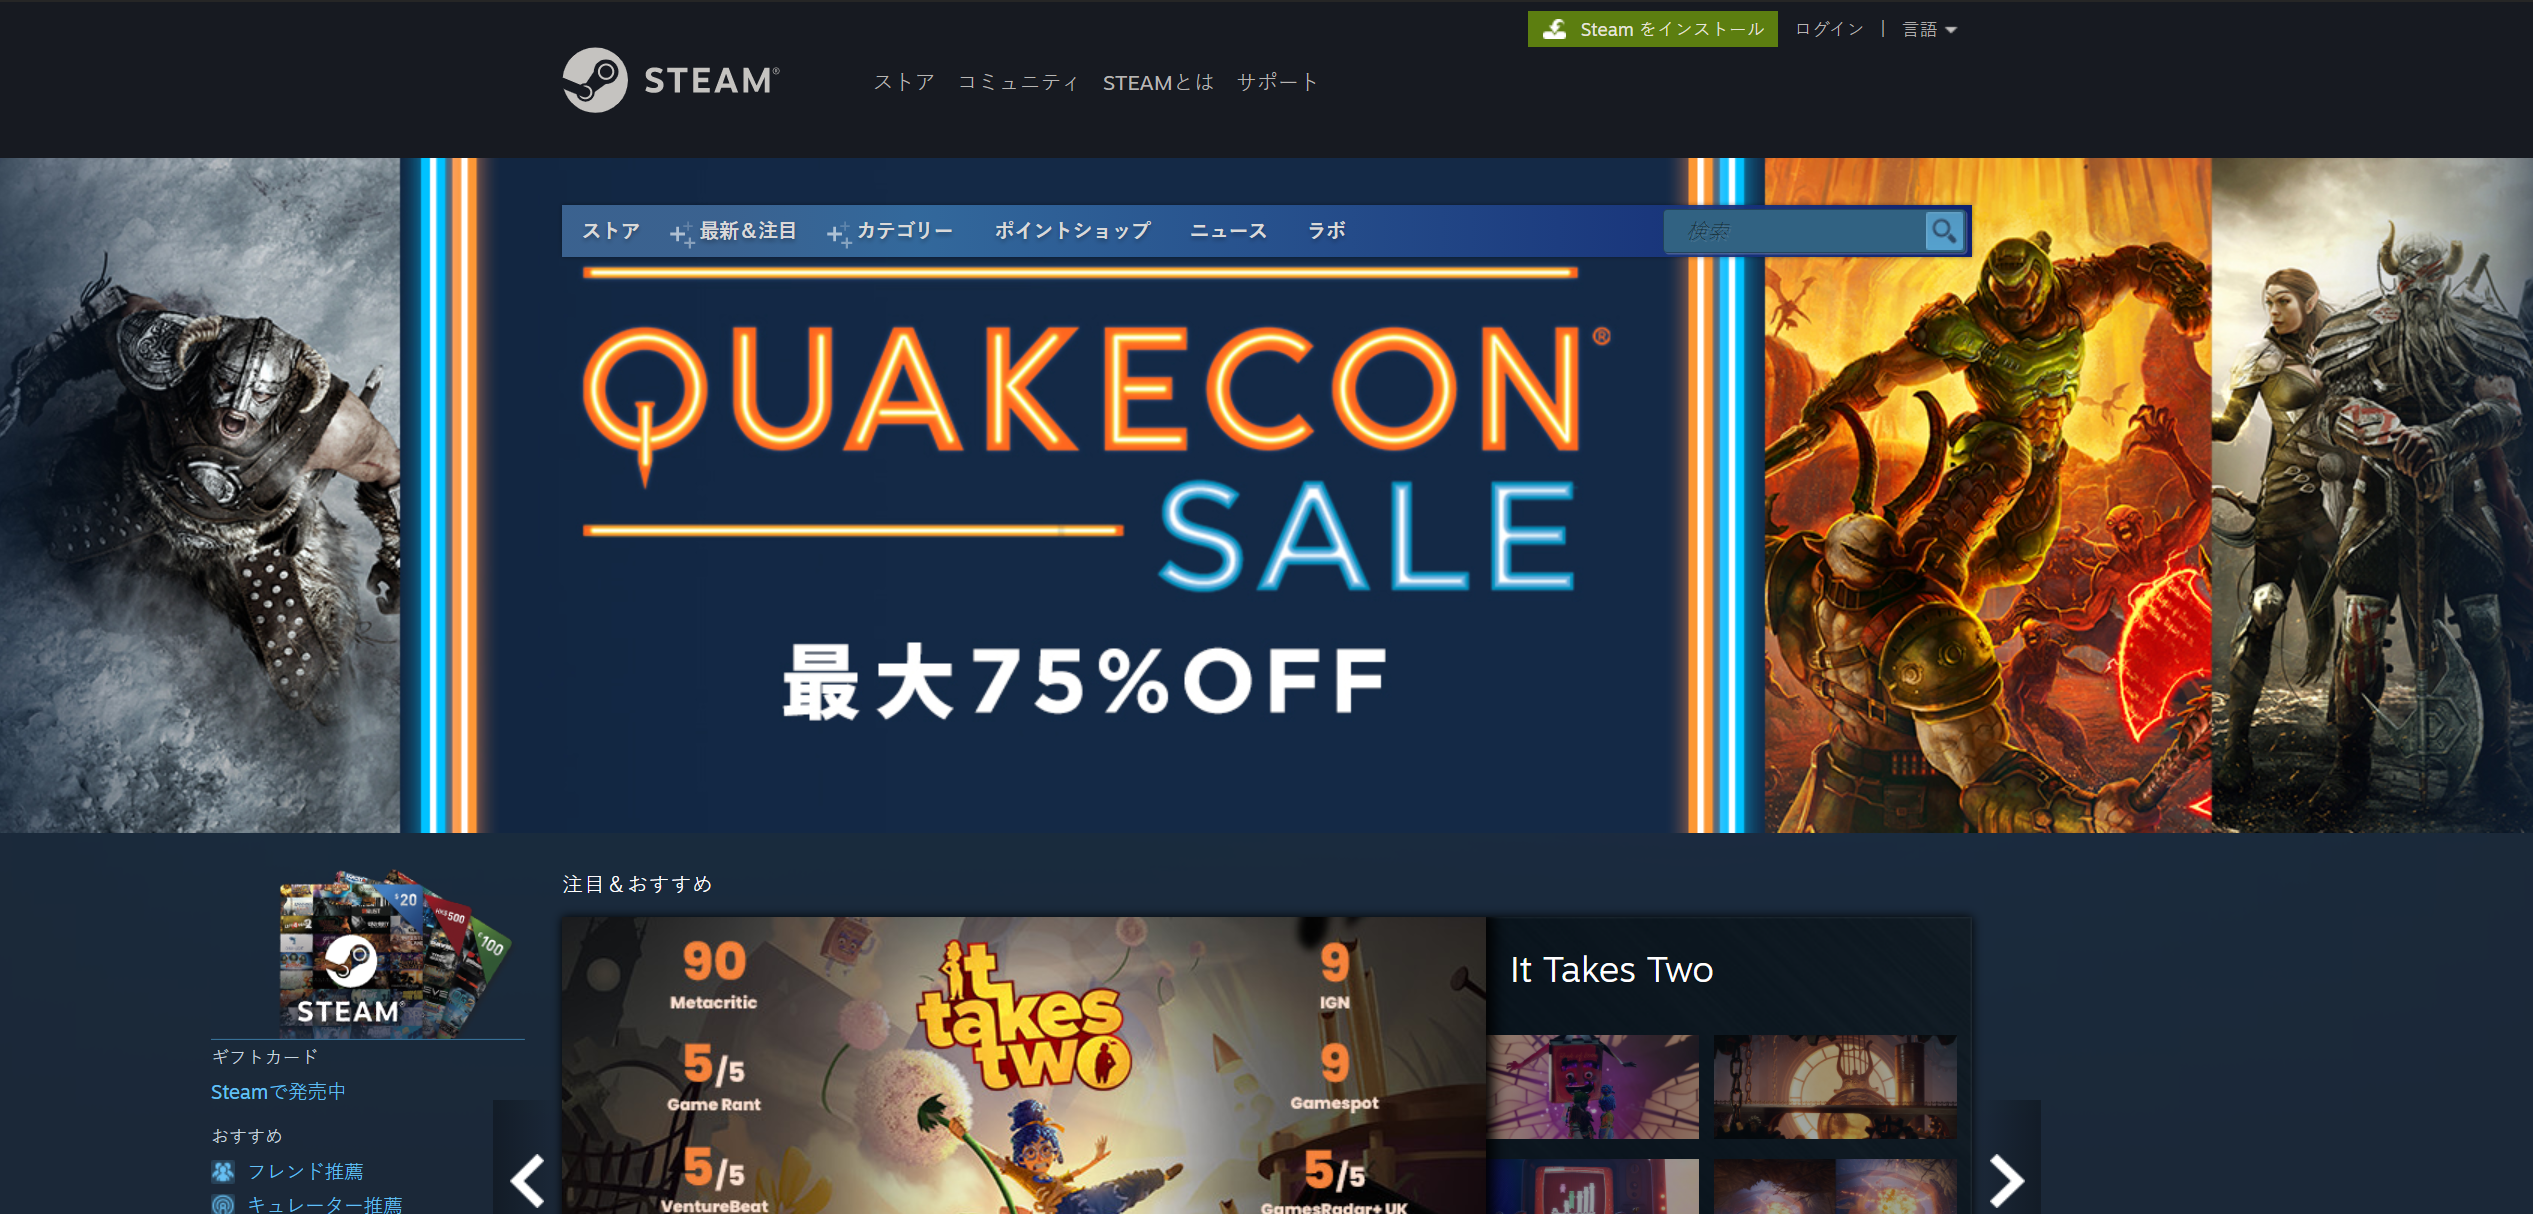 Steam をインストール ログイン | 言語
STEAM®
ストア コミュニティ STEAMとは サポート
ストア 最新&注目 カテゴリー ポイントショップ ニュース ラボ 検索
QUAKECON®
SALE
最大75%OFF
$20
HK$500
€100
STEAM®
ギフトカード
Steamで発売中
おすすめ
フレンド推薦
キュレーター推薦
注目&おすすめ
90
Metacritic
5/5
Game Rant
5/5
VentureBeat
it takes two
9
IGN
9
Gamespot
5/5
GamesRadar+ UK
It Takes Two